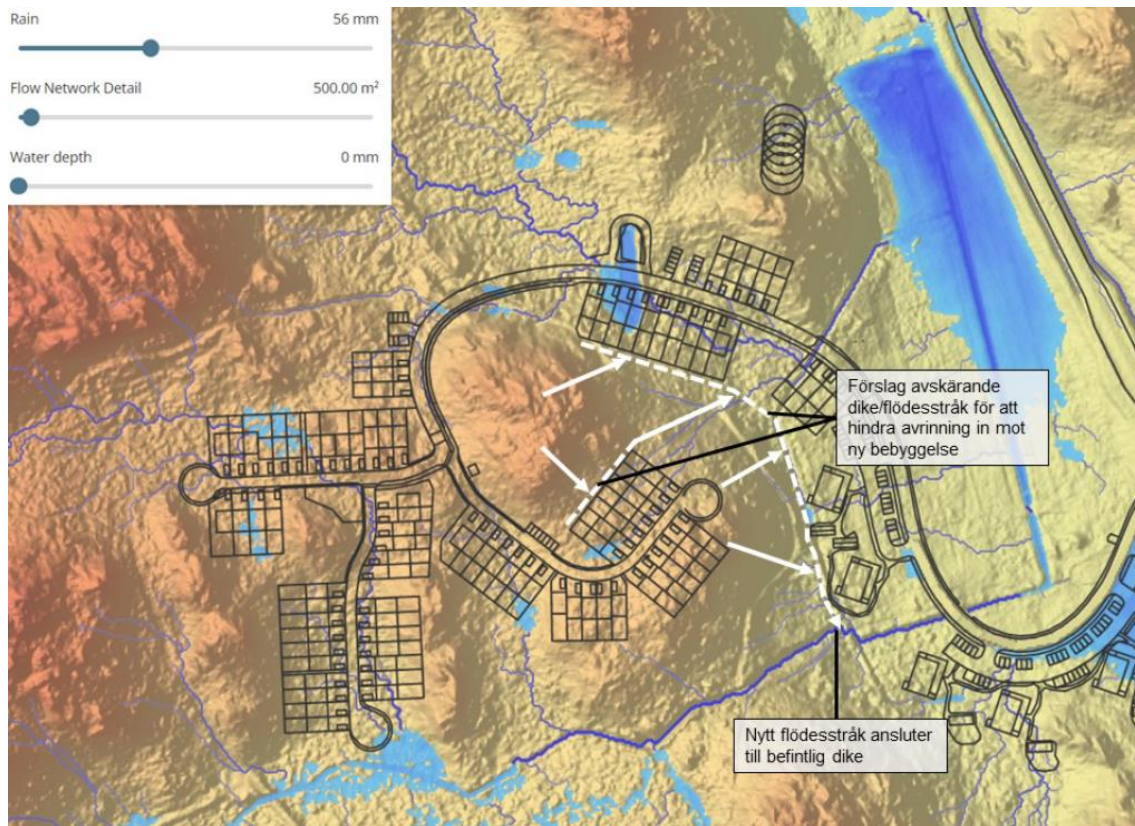 Rain 56 mm
Flow Network Detail 500.00 m²
Water depth 0 mm
Förslag avskärande
dike/flödesstråk för att
hindra avrinning in mot
ny bebyggelse
Nytt flödesstråk ansluter
till befintlig dike